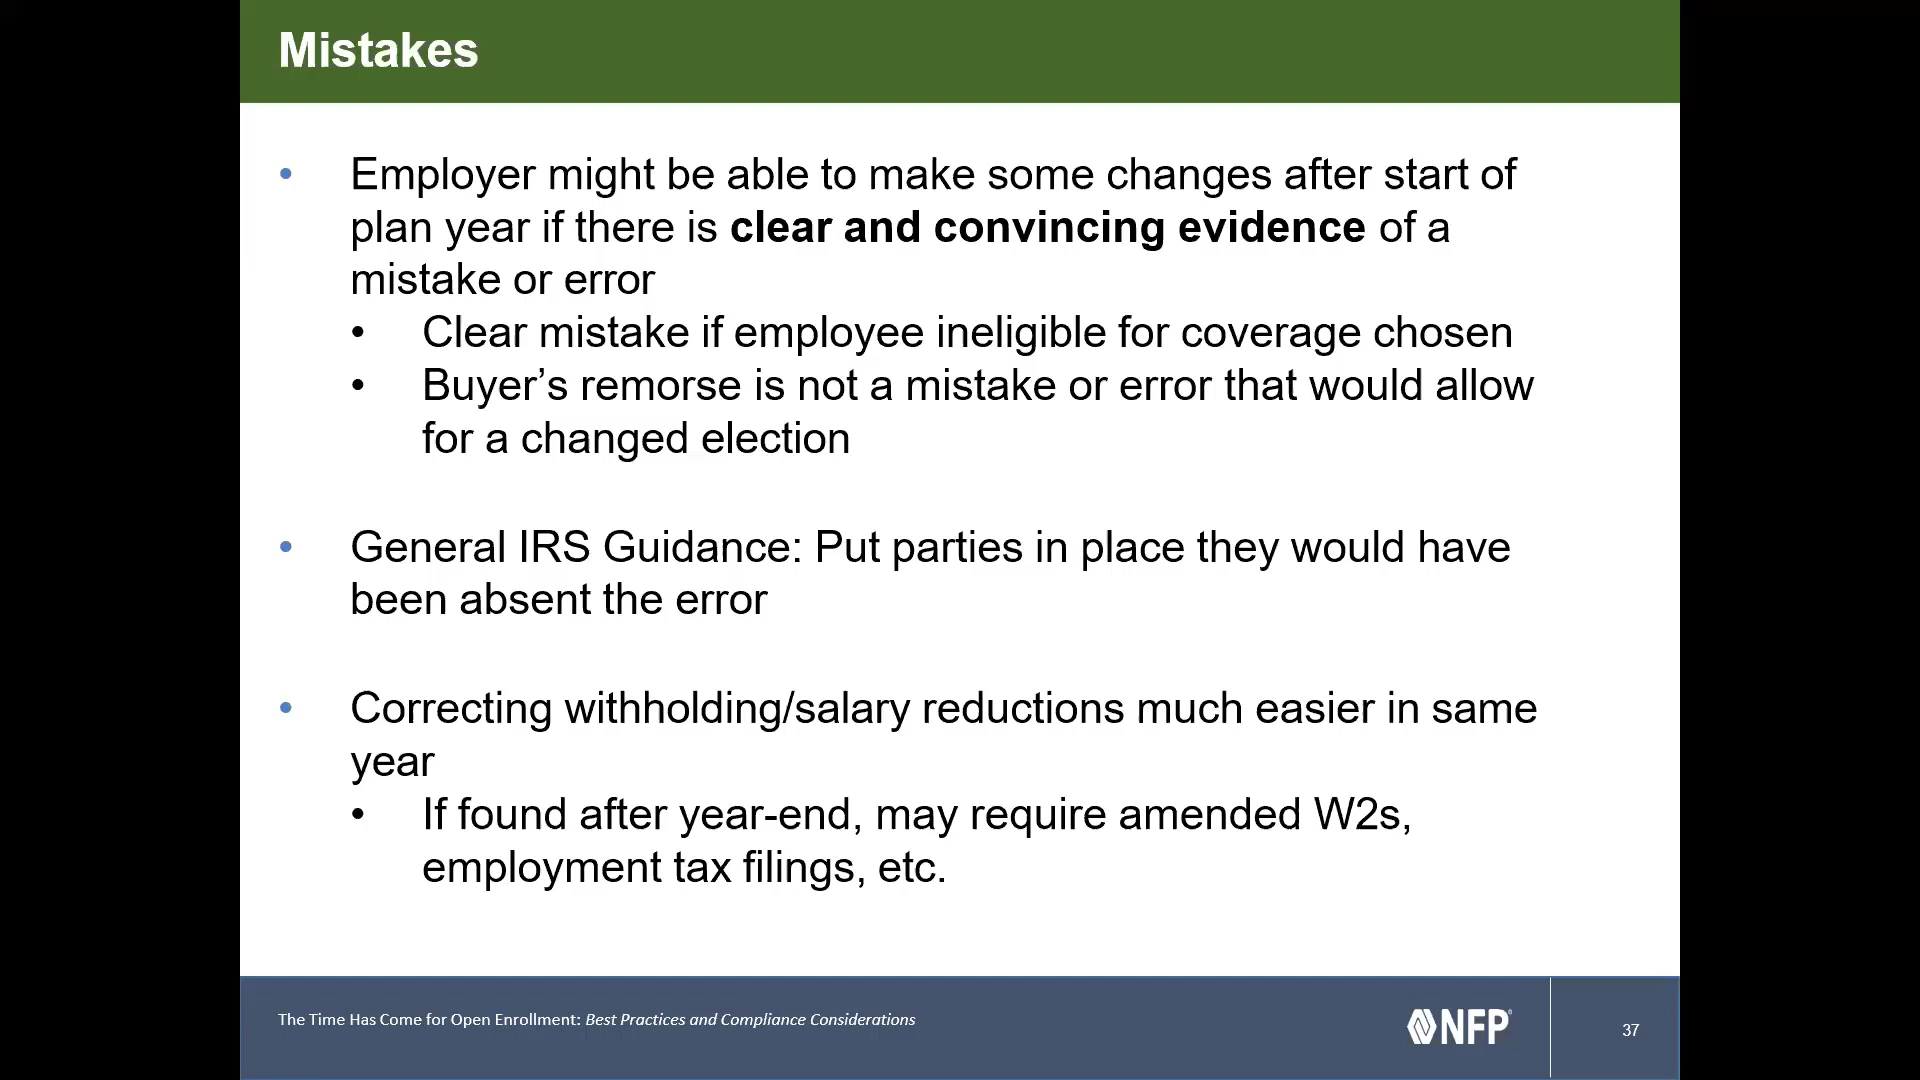 Mistakes
• Employer might be able to make some changes after start of
plan year if there is clear and convincing evidence of a
mistake or error
• Clear mistake if employee ineligible for coverage chosen
• Buyer’s remorse is not a mistake or error that would allow
for a changed election
• General IRS Guidance: Put parties in place they would have
been absent the error
• Correcting withholding/salary reductions much easier in same
year
• If found after year-end, may require amended W2s,
employment tax filings, etc.
The Time Has Come for Open Enrollment: Best Practices and Compliance Considerations
NFP®
37